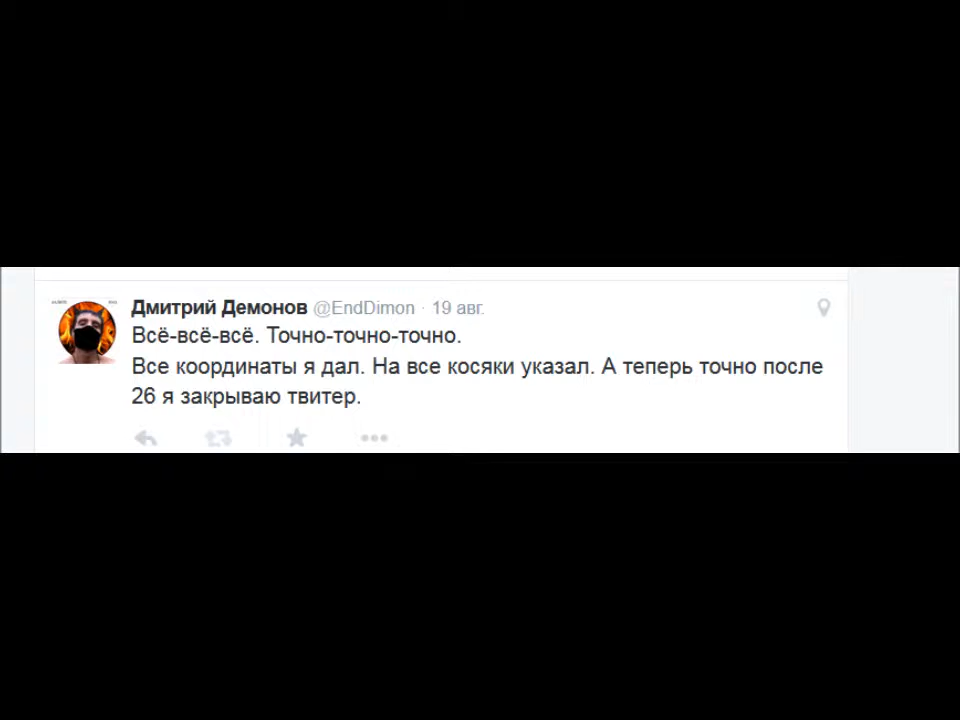 Дмитрий Демонов @EndDimon · 19 авг.
Всё-всё-всё. Точно-точно-точно.
Все координаты я дал. На все косяки указал. А теперь точно после
26 я закрываю твитер.